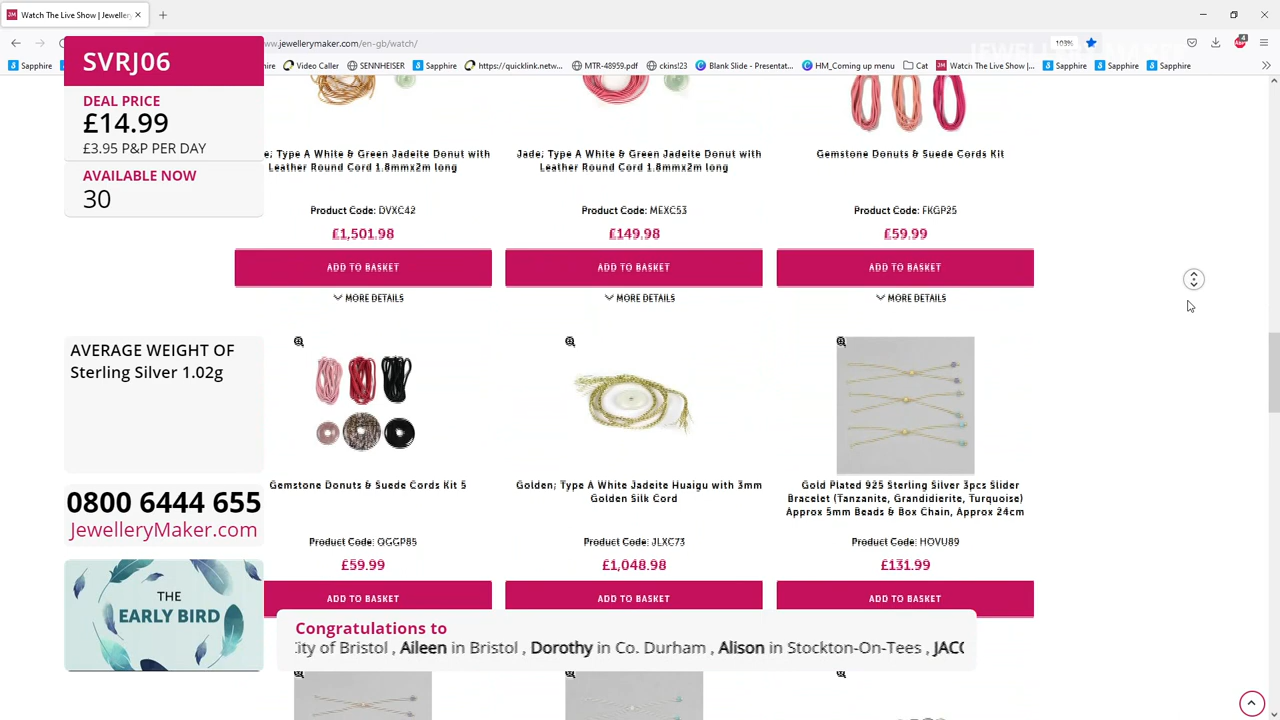 Watch The Live Show | Jeweller
ww.jewellerymaker.com/en-gb/watch/
103%
Sapphire
Video Caller
SENNHEISER
Sapphire
https://quicklink.netw...
MTR-48959.pdf
ckins!23
Blank Slide - Presentat...
HM_Coming up menu
Cat
Watch The Live Show |...
Sapphire
Sapphire
Sapphire
SVRJ06
DEAL PRICE
£14.99
£3.95 P&P PER DAY
AVAILABLE NOW
30
AVERAGE WEIGHT OF
Sterling Silver 1.02g
0800 6444 655
JewelleryMaker.com
THE
EARLY BIRD
e; Type A White & Green Jadeite Donut with
Leather Round Cord 1.8mmx2m long
Product Code: DVXC42
£1,501.98
ADD TO BASKET
MORE DETAILS
Jade; Type A White & Green Jadeite Donut with
Leather Round Cord 1.8mmx2m long
Product Code: MEXC53
£149.98
ADD TO BASKET
MORE DETAILS
Gemstone Donuts & Suede Cords Kit
Product Code: FKGP25
£59.99
ADD TO BASKET
MORE DETAILS
Gemstone Donuts & Suede Cords Kit 5
Product Code: OGGP85
£59.99
ADD TO BASKET
Golden; Type A White Jadeite Huaigu with 3mm
Golden Silk Cord
Product Code: JLXC73
£1,048.98
ADD TO BASKET
Gold Plated 925 Sterling Silver 3pcs Slider
Bracelet (Tanzanite, Grandidierite, Turquoise)
Approx 5mm Beads & Box Chain, Approx 24cm
Product Code: HOVU89
£131.99
ADD TO BASKET
Congratulations to
City of Bristol , Aileen in Bristol , Dorothy in Co. Durham , Alison in Stockton-On-Tees , JACC